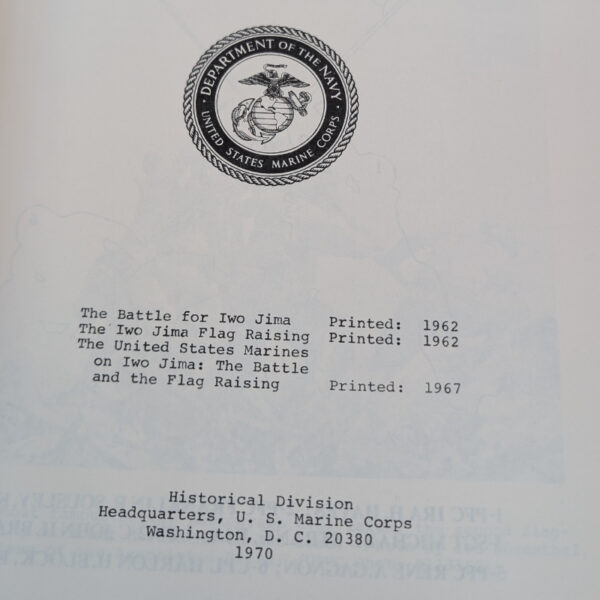 DEPARTMENT OF THE NAVY
UNITED STATES MARINE CORPS
The Battle for Iwo Jima Printed: 1962
The Iwo Jima Flag Raising Printed: 1962
The United States Marines
on Iwo Jima: The Battle
and the Flag Raising Printed: 1967
Historical Division
Headquarters, U. S. Marine Corps
Washington, D. C. 20380
1970